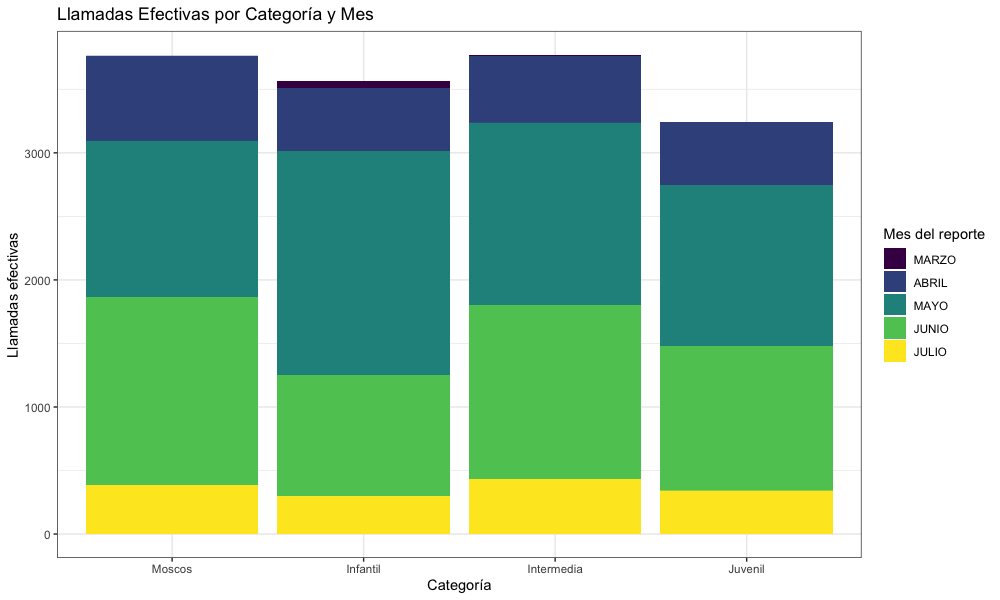 Llamadas Efectivas por Categoría y Mes
Llamadas efectivas
3000
2000
1000
0
Moscos
Infantil
Intermedia
Juvenil
Categoría
Mes del reporte
MARZO
ABRIL
MAYO
JUNIO
JULIO